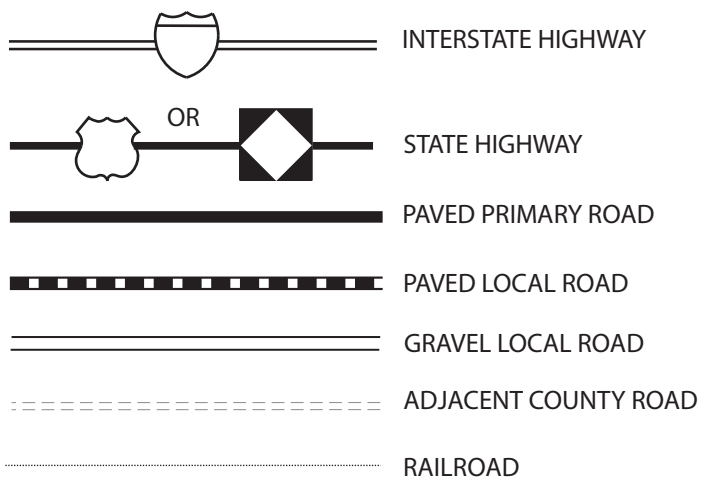 INTERSTATE HIGHWAY
OR
STATE HIGHWAY
PAVED PRIMARY ROAD
PAVED LOCAL ROAD
GRAVEL LOCAL ROAD
ADJACENT COUNTY ROAD
RAILROAD